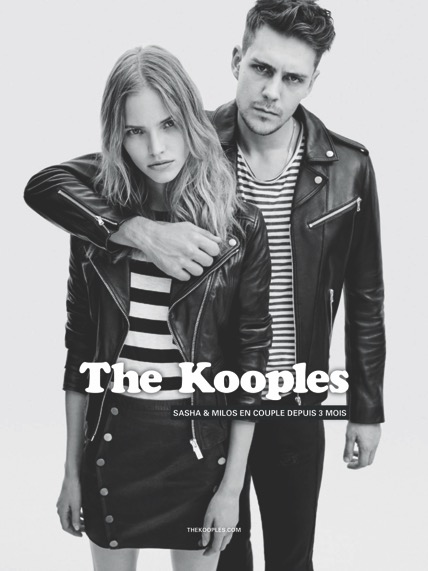 The Kooples
SASHA & MILOS EN COUPLE DEPUIS 3 MOIS
THEKOOPLES.COM